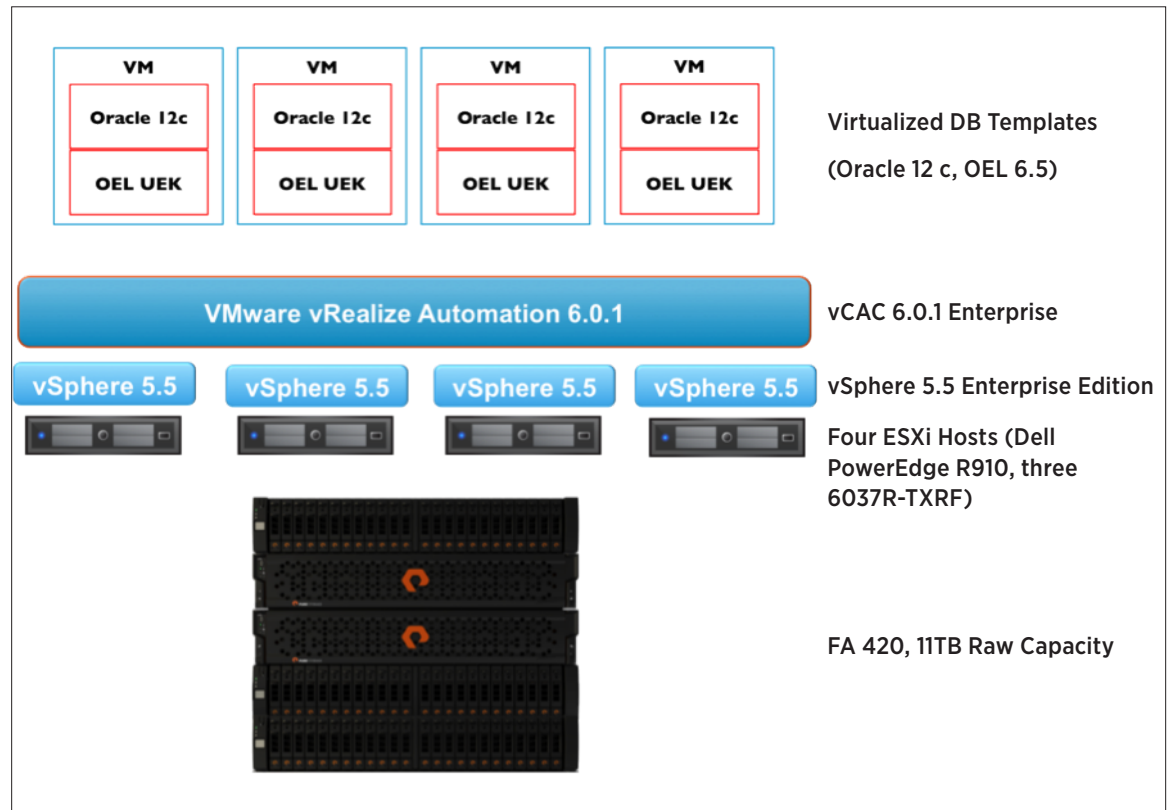 VM
Oracle 12c
OEL UEK
VM
Oracle 12c
OEL UEK
VM
Oracle 12c
OEL UEK
VM
Oracle 12c
OEL UEK
Virtualized DB Templates
(Oracle 12 c, OEL 6.5)
VMware vRealize Automation 6.0.1
vCAC 6.0.1 Enterprise
vSphere 5.5
vSphere 5.5
vSphere 5.5
vSphere 5.5
vSphere 5.5 Enterprise Edition
Four ESXi Hosts (Dell
PowerEdge R910, three
6037R-TXRF)
FA 420, 11TB Raw Capacity